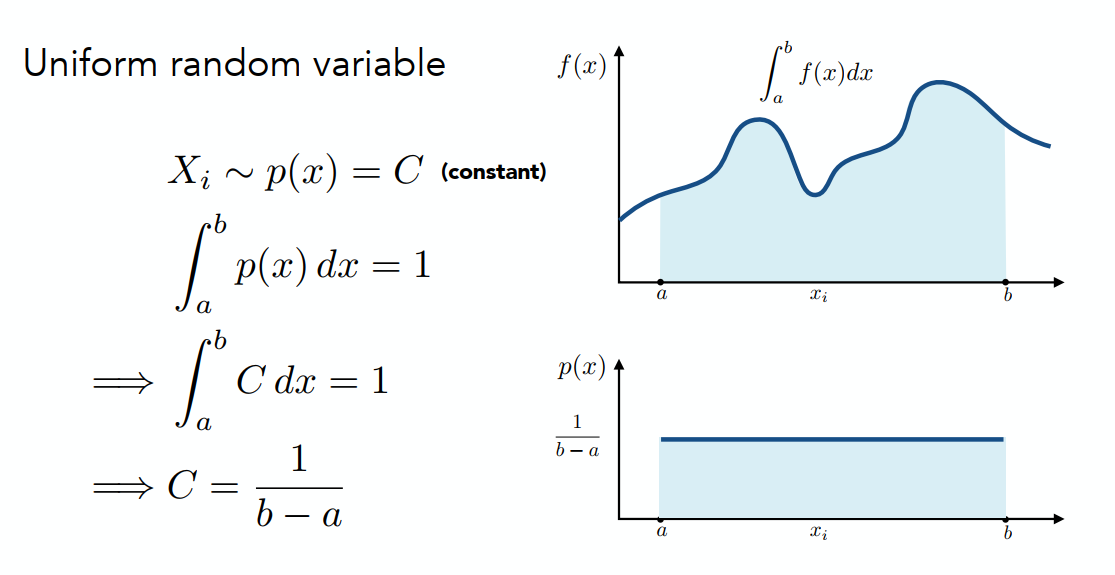 Uniform random variable
X_i ∼ p(x) = C (constant)
∫_a^b p(x) dx = 1
⟹ ∫_a^b C dx = 1
⟹ C = 1/(b − a)
f(x)
∫_a^b f(x)dx
a x_i b
p(x)
1/(b − a)
a x_i b